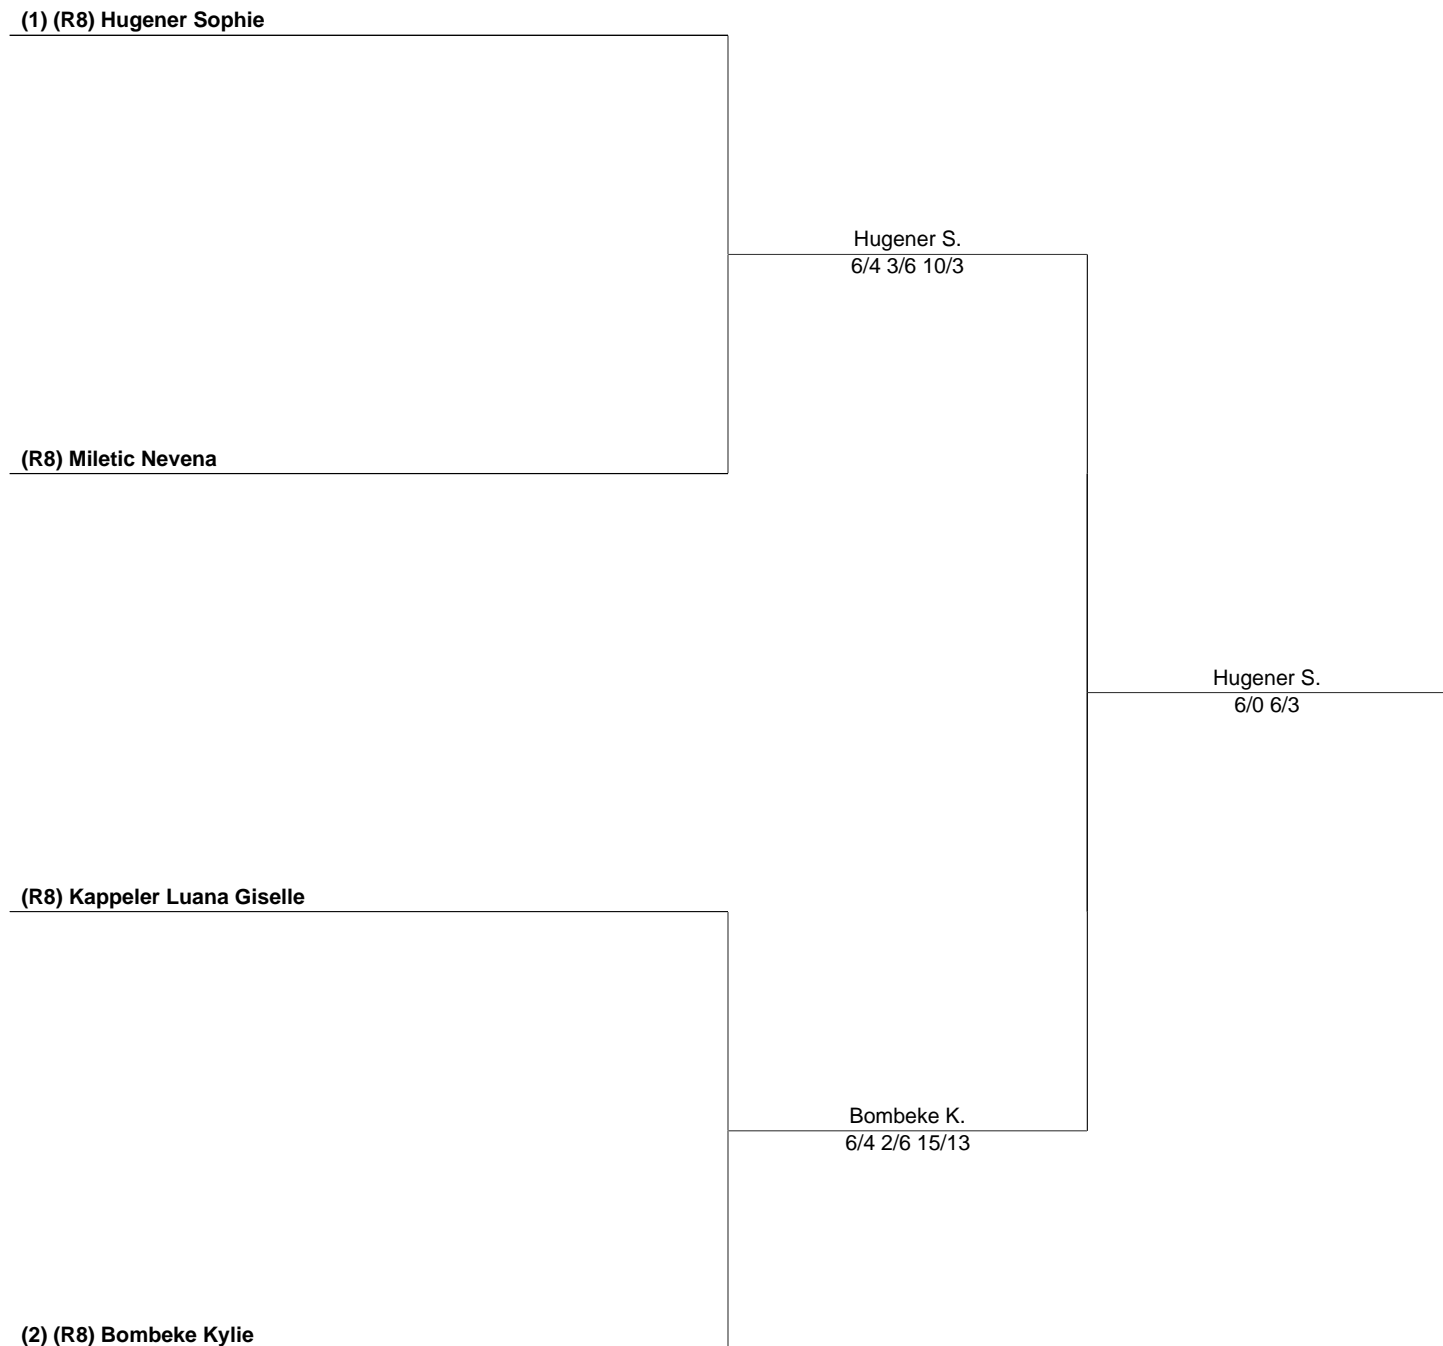 (1) (R8) Hugener Sophie
Hugener S.
6/4 3/6 10/3
(R8) Miletic Nevena
Hugener S.
6/0 6/3
(R8) Kappeler Luana Giselle
Bombeke K.
6/4 2/6 15/13
(2) (R8) Bombeke Kylie